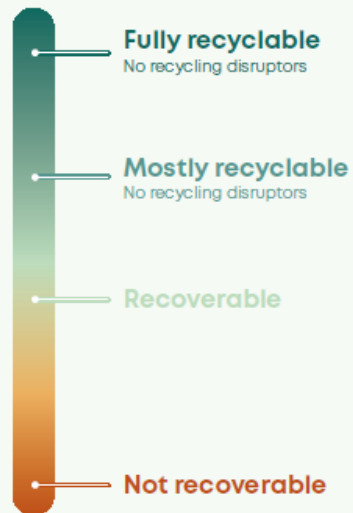 Fully recyclable
No recycling disruptors
Mostly recyclable
No recycling disruptors
Recoverable
Not recoverable